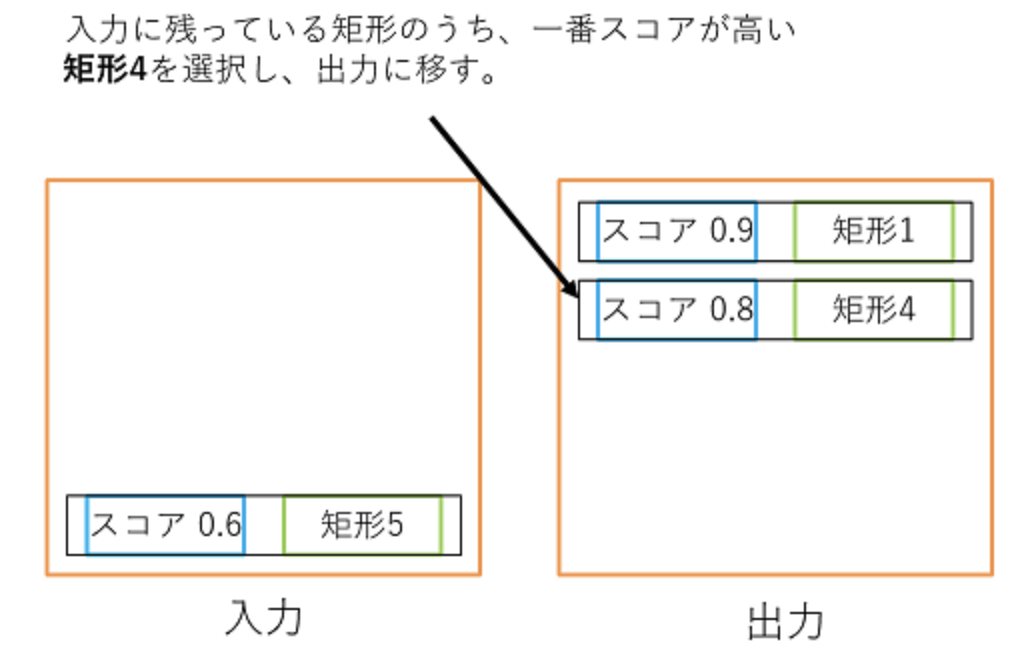 入力に残っている矩形のうち、一番スコアが高い
矩形4を選択し、出力に移す。
スコア 0.9 矩形1
スコア 0.8 矩形4
スコア 0.6 矩形5
入力 出力